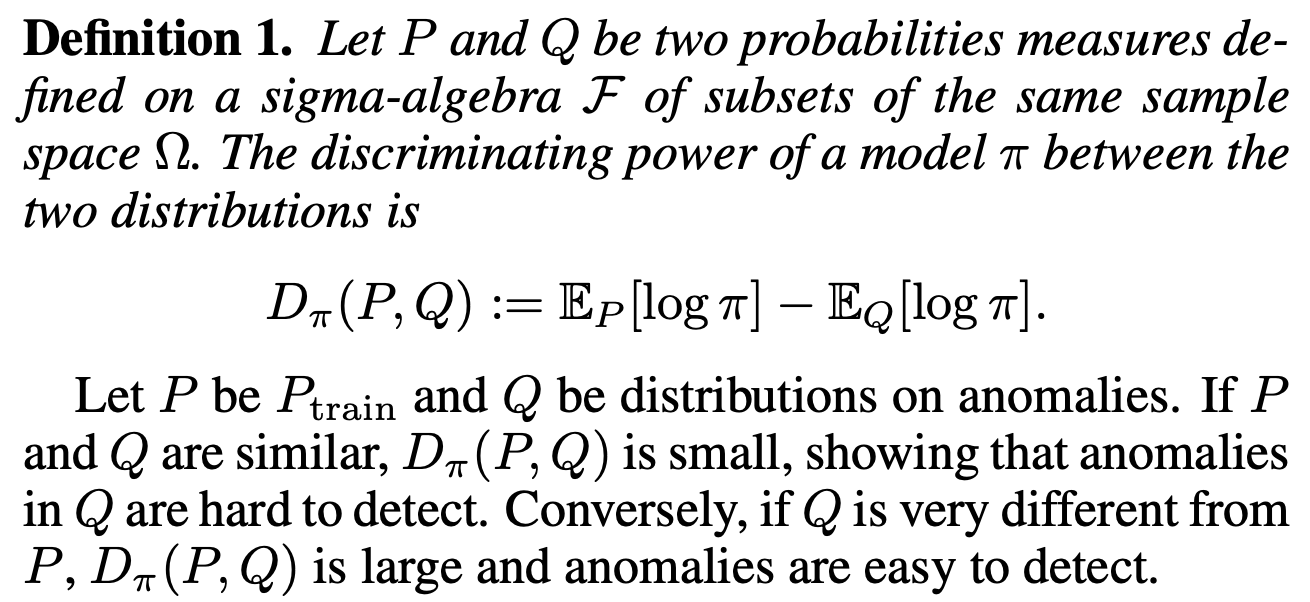 Definition 1. Let P and Q be two probabilities measures de-
fined on a sigma-algebra ℱ of subsets of the same sample
space Ω. The discriminating power of a model π between the
two distributions is
D_π(P, Q) := 𝔼_P[log π] − 𝔼_Q[log π].
Let P be P_train and Q be distributions on anomalies. If P
and Q are similar, D_π(P, Q) is small, showing that anomalies
in Q are hard to detect. Conversely, if Q is very different from
P, D_π(P, Q) is large and anomalies are easy to detect.